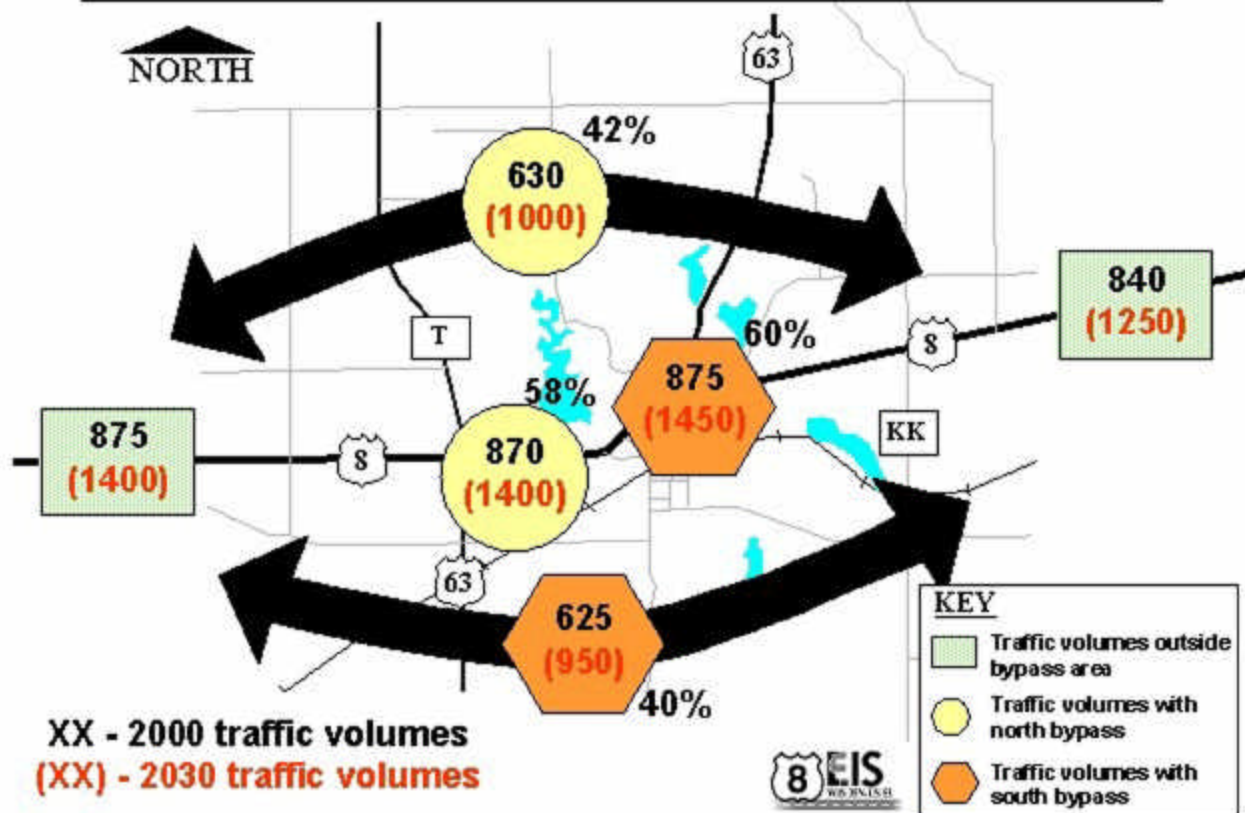 NORTH
63
42%
630
(1000)
840
(1250)
T
8
60%
875
(1450)
58%
875
(1400)
8
870
(1400)
KK
63
625
(950)
40%
KEY
Traffic volumes outside
bypass area
Traffic volumes with
north bypass
Traffic volumes with
south bypass
XX - 2000 traffic volumes
(XX) - 2030 traffic volumes
8 EIS